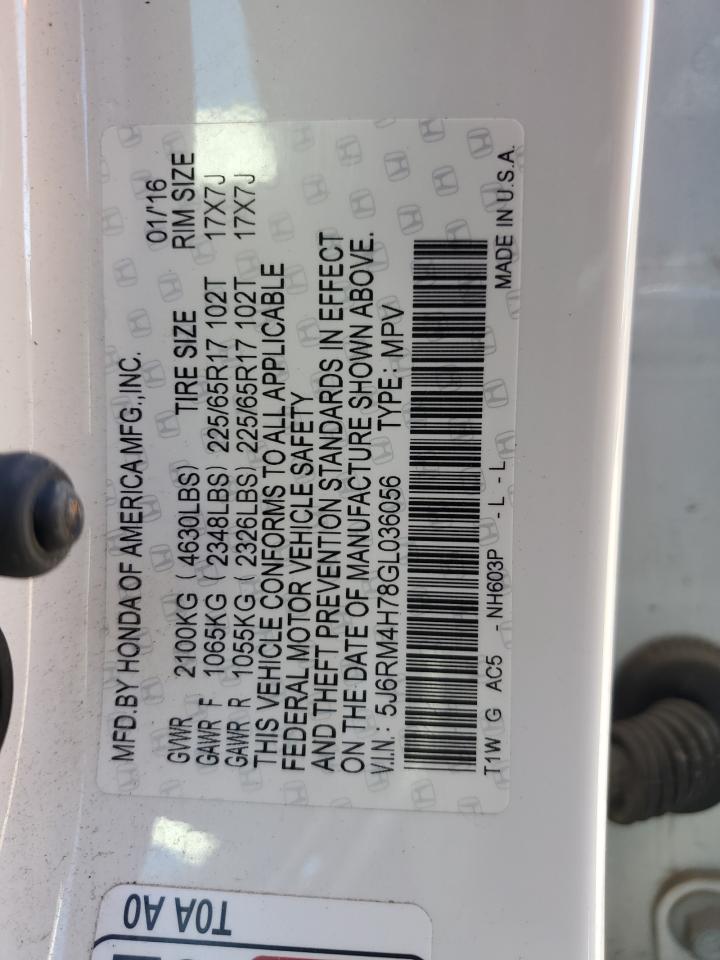 MFD.BY HONDA OF AMERICA MFG.,INC. 01/'16
GVWR 2100KG ( 4630LBS) TIRE SIZE RIM SIZE
GAWR F 1065KG ( 2348LBS) 225/65R17 102T 17X7J
GAWR R 1055KG ( 2326LBS) 225/65R17 102T 17X7J
THIS VEHICLE CONFORMS TO ALL APPLICABLE
FEDERAL MOTOR VEHICLE SAFETY
AND THEFT PREVENTION STANDARDS IN EFFECT
ON THE DATE OF MANUFACTURE SHOWN ABOVE.
V.I.N.: 5J6RM4H78GL036056 TYPE: MPV
T1W G AC5 - NH603P - L - L MADE IN U.S.A.
T0A A0